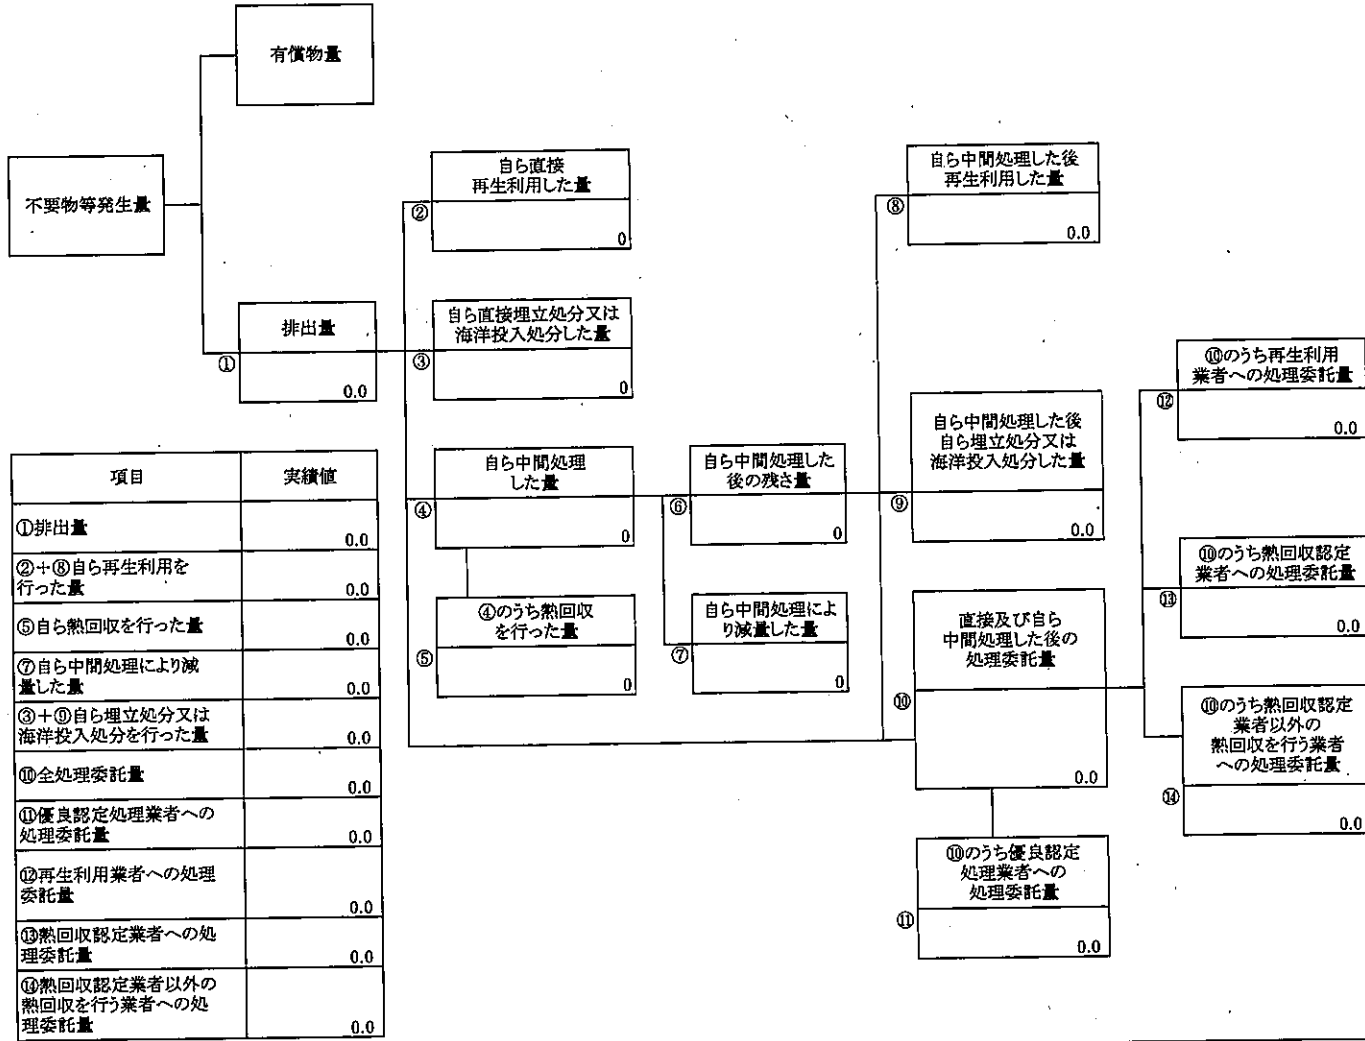 有償物量
不要物等発生量
排出量
①
0.0
自ら直接
再生利用した量
②
0
自ら直接埋立処分又は
海洋投入処分した量
③
0
自ら中間処理
した量
④
0
④のうち熱回収
を行った量
⑤
0
自ら中間処理した
後の残さ量
⑥
0
自ら中間処理によ
り減量した量
⑦
0
自ら中間処理した後
再生利用した量
⑧
0.0
自ら中間処理した後
自ら埋立処分又は
海洋投入処分した量
⑨
0.0
直接及び自ら
中間処理した後の
処理委託量
⑩
0.0
⑩のうち優良認定
処理業者への
処理委託量
⑪
0.0
⑩のうち再生利用
業者への処理委託量
⑫
0.0
⑩のうち熱回収認定
業者への処理委託量
⑬
0.0
⑩のうち熱回収認定
業者以外の
熱回収を行う業者
への処理委託量
⑭
0.0
項目 実績値
①排出量
0.0
②+⑧自ら再生利用を
行った量 0.0
⑤自ら熱回収を行った量
0.0
⑦自ら中間処理により減
量した量 0.0
③+⑨自ら埋立処分又は
海洋投入処分を行った量 0.0
⑩全処理委託量
0.0
⑪優良認定処理業者への
処理委託量 0.0
⑫再生利用業者への処理
委託量
0.0
⑬熱回収認定業者への処
理委託量 0.0
⑭熱回収認定業者以外の
熱回収を行う業者への処
理委託量 0.0